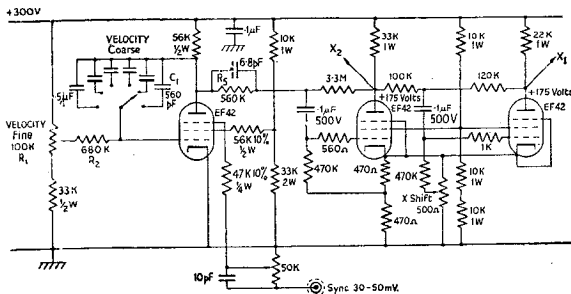 +300V
VELOCITY
Coarse
56K
½W
·1μF
10K
1W
X2
33K
1W
10K
1W
22K
1W
X1
6·8pF
·5μF
C1
560
pF
R5
560K
3·3M
100K
120K
+175 Volts
+175 Volts
EF42
EF42
EF42
·1μF
500V
·1μF
500V
VELOCITY
Fine
100K
R1
680K
R2
56K 10%
½W
560Ω
1K
33K
½W
47K 10%
¼W
33K
2W
470K
470Ω
470K
X Shift
500Ω
10K
1W
470Ω
10K
1W
10pF
50K
Sync 30-50mV.